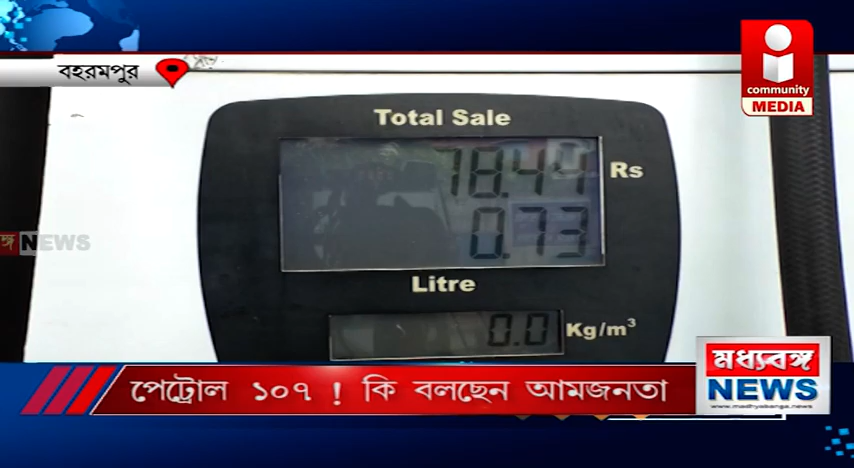 বহরমপুর
i
community
MEDIA
Total Sale
78.44 Rs
0.73
Litre
0.0 Kg/m³
ঙ্গ NEWS
পেট্রোল ১০৭ ! কি বলছেন আমজনতা
মধ্যবঙ্গ
NEWS
www.madhyabanga.news